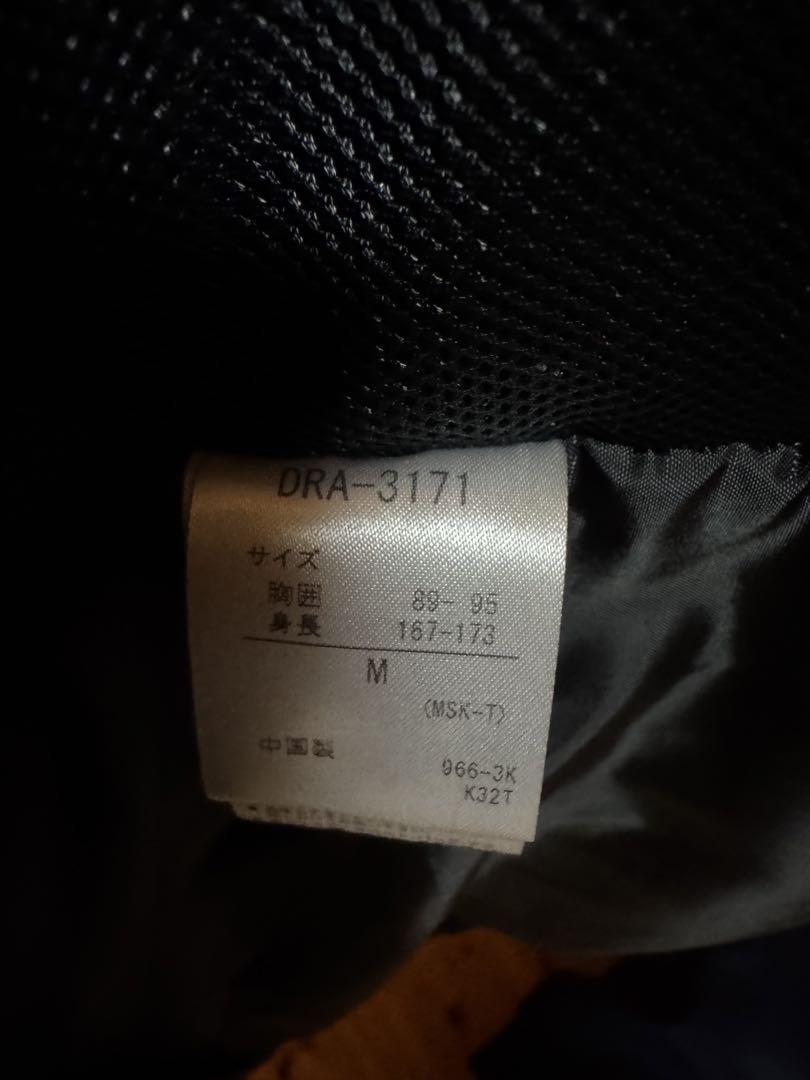 DRA-3171
サイズ
胸囲 89- 95
身長 167-173
M
(MSK-T)
中国製
966-3K
K32T